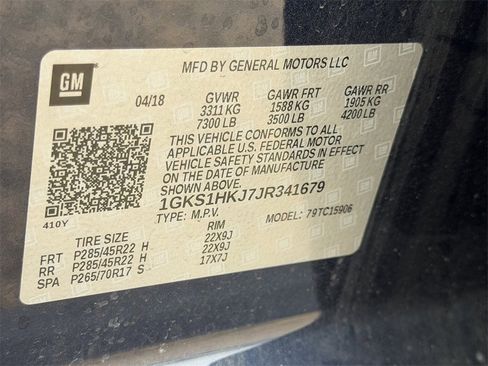 GM
MFD BY GENERAL MOTORS LLC
04/18 GVWR GAWR FRT GAWR RR
3311 KG 1588 KG 1905 KG
7300 LB 3500 LB 4200 LB
THIS VEHICLE CONFORMS TO ALL
APPLICABLE U.S. FEDERAL MOTOR
VEHICLE SAFETY STANDARDS IN EFFECT
ON THE DATE OF MANUFACTURE
SHOWN ABOVE.
1GKS1HKJ7JR341679
410Y TYPE: M.P.V. MODEL: 79TC15906
TIRE SIZE RIM
FRT P285/45R22 H 22X9J
RR P285/45R22 H 22X9J
SPA P265/70R17 S 17X7J